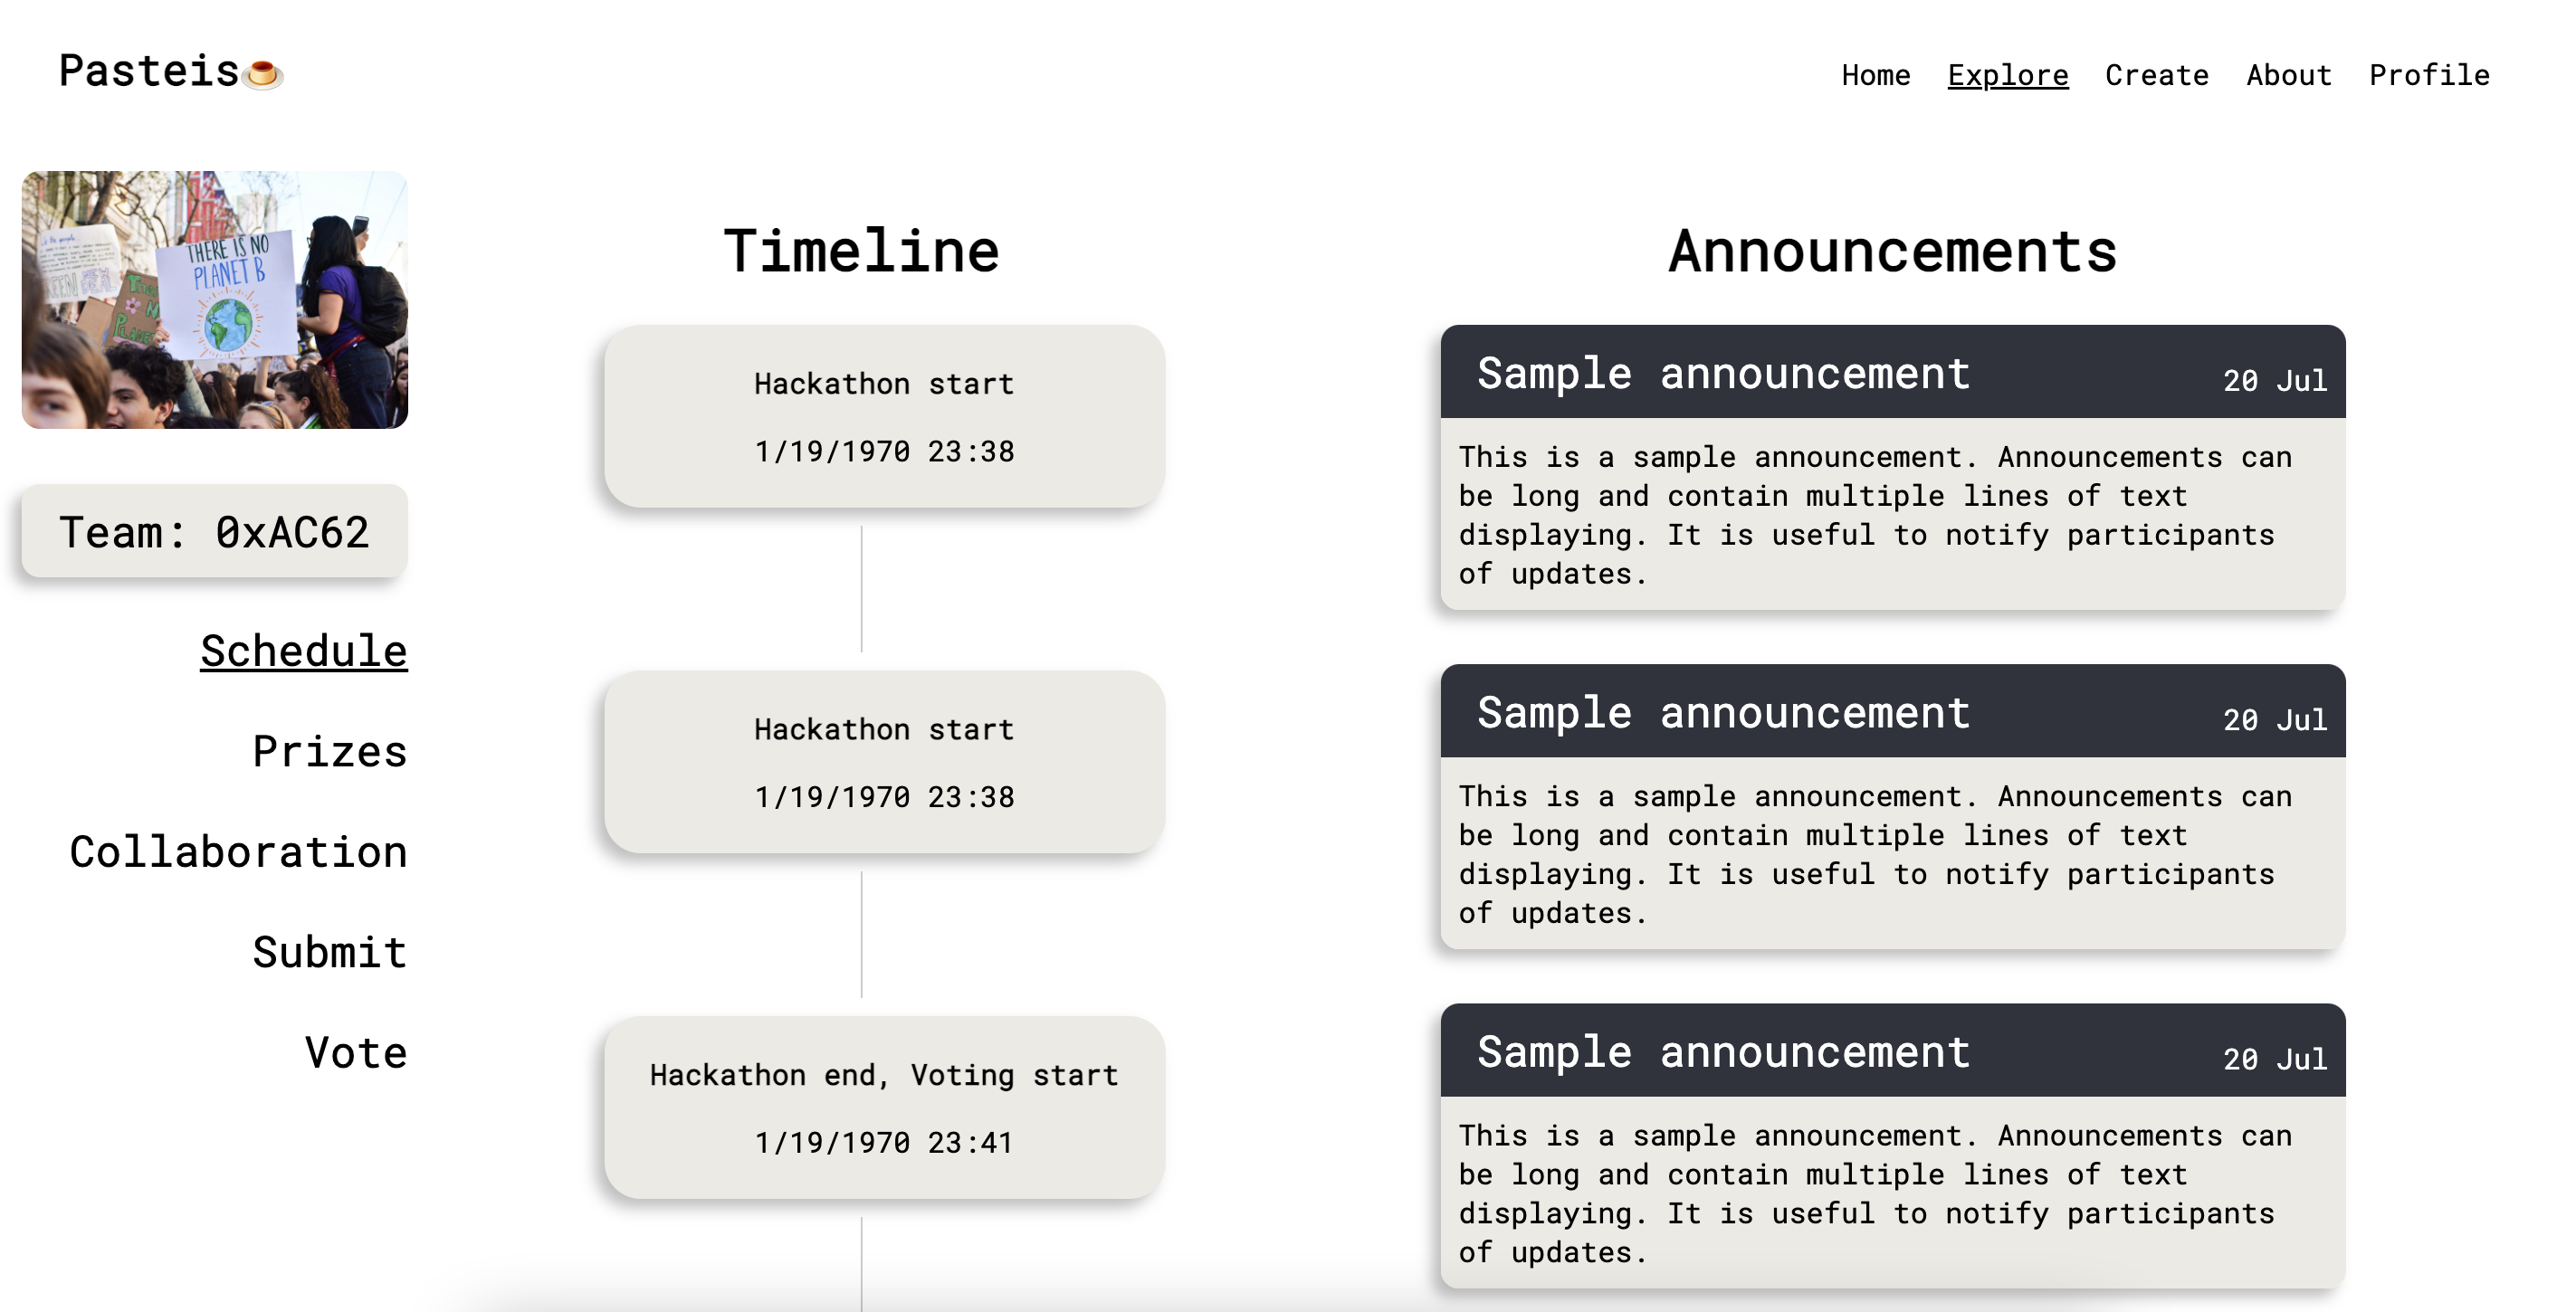 Pasteis
Home Explore Create About Profile
THERE IS NO
PLANET B
Team: 0xAC62
Schedule
Prizes
Collaboration
Submit
Vote
Timeline
Hackathon start
1/19/1970 23:38
Hackathon start
1/19/1970 23:38
Hackathon end, Voting start
1/19/1970 23:41
Announcements
Sample announcement 20 Jul
This is a sample announcement. Announcements can
be long and contain multiple lines of text
displaying. It is useful to notify participants
of updates.
Sample announcement 20 Jul
This is a sample announcement. Announcements can
be long and contain multiple lines of text
displaying. It is useful to notify participants
of updates.
Sample announcement 20 Jul
This is a sample announcement. Announcements can
be long and contain multiple lines of text
displaying. It is useful to notify participants
of updates.